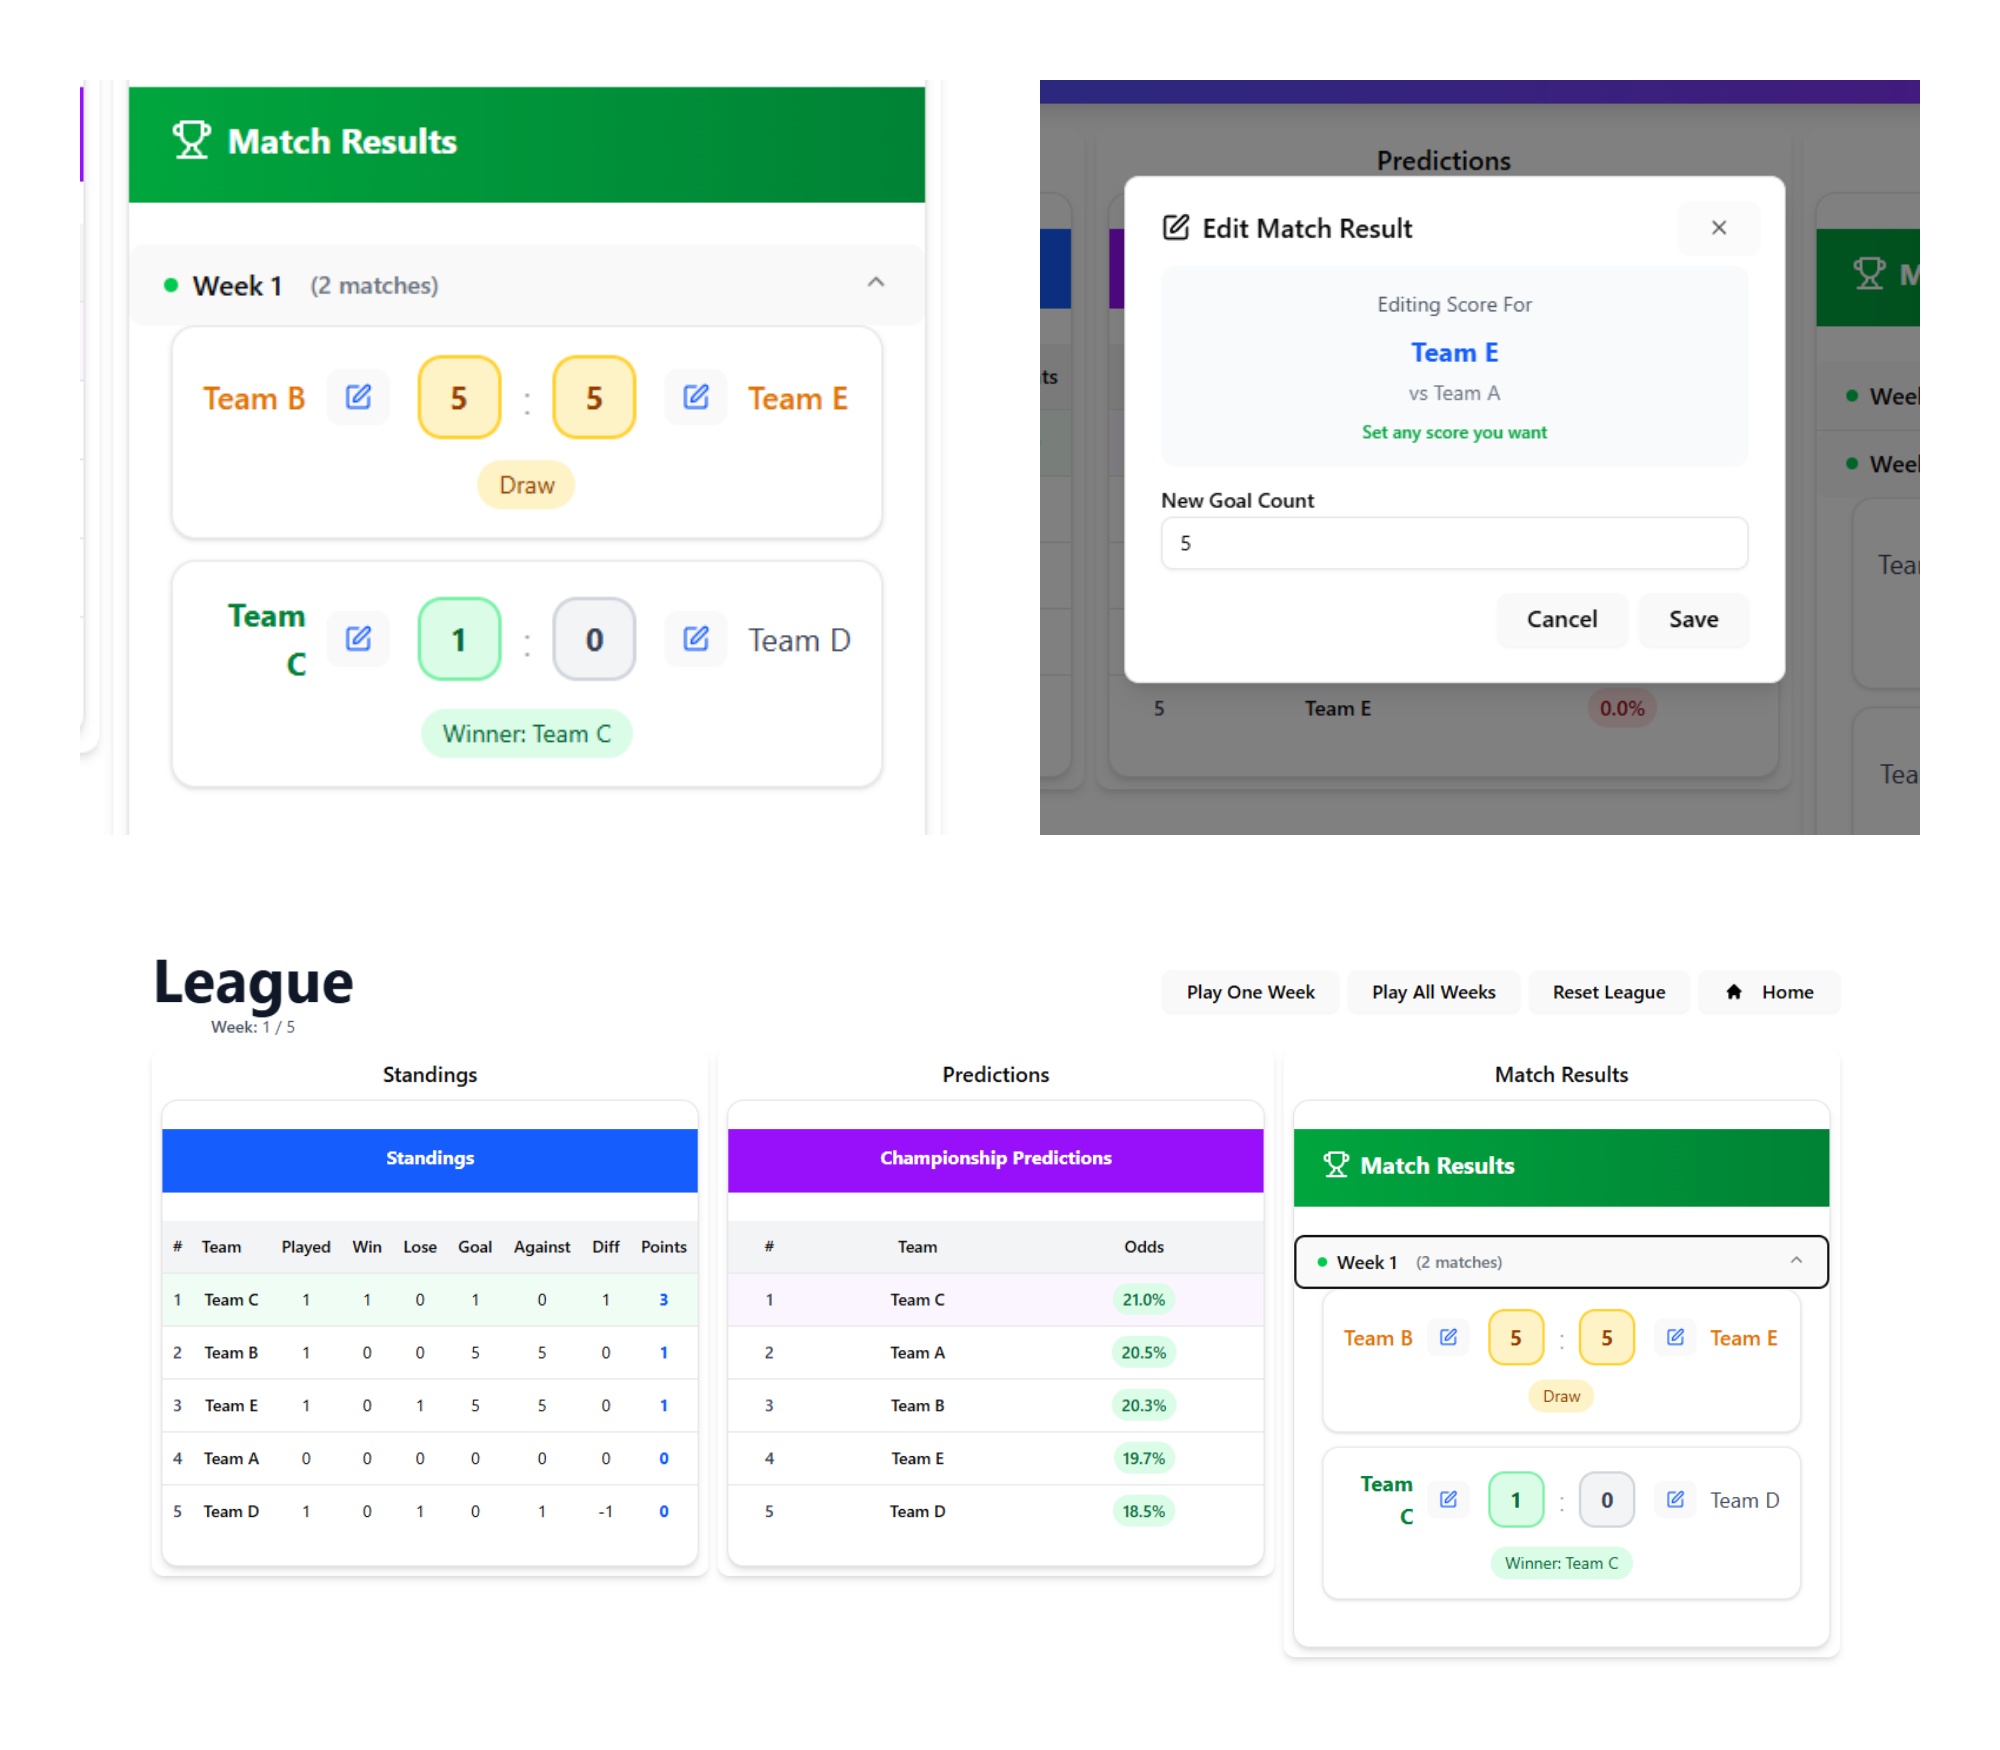 Match Results
Week 1 (2 matches)
Team B 5 : 5 Team E
Draw
Team
C
1 : 0 Team D
Winner: Team C
Predictions
Edit Match Result
Editing Score For
Team E
vs Team A
Set any score you want
New Goal Count
5
Cancel Save
ts
5 Team E 0.0%
M
Week
Week
Tea
Tea
League
Week: 1 / 5
Play One Week Play All Weeks Reset League Home
Standings
Standings
# Team Played Win Lose Goal Against Diff Points
1 Team C 1 1 0 1 0 1 3
2 Team B 1 0 0 5 5 0 1
3 Team E 1 0 1 5 5 0 1
4 Team A 0 0 0 0 0 0 0
5 Team D 1 0 1 0 1 -1 0
Predictions
Championship Predictions
# Team Odds
1 Team C 21.0%
2 Team A 20.5%
3 Team B 20.3%
4 Team E 19.7%
5 Team D 18.5%
Match Results
Match Results
Week 1 (2 matches)
Team B 5 : 5 Team E
Draw
Team
C
1 : 0 Team D
Winner: Team C